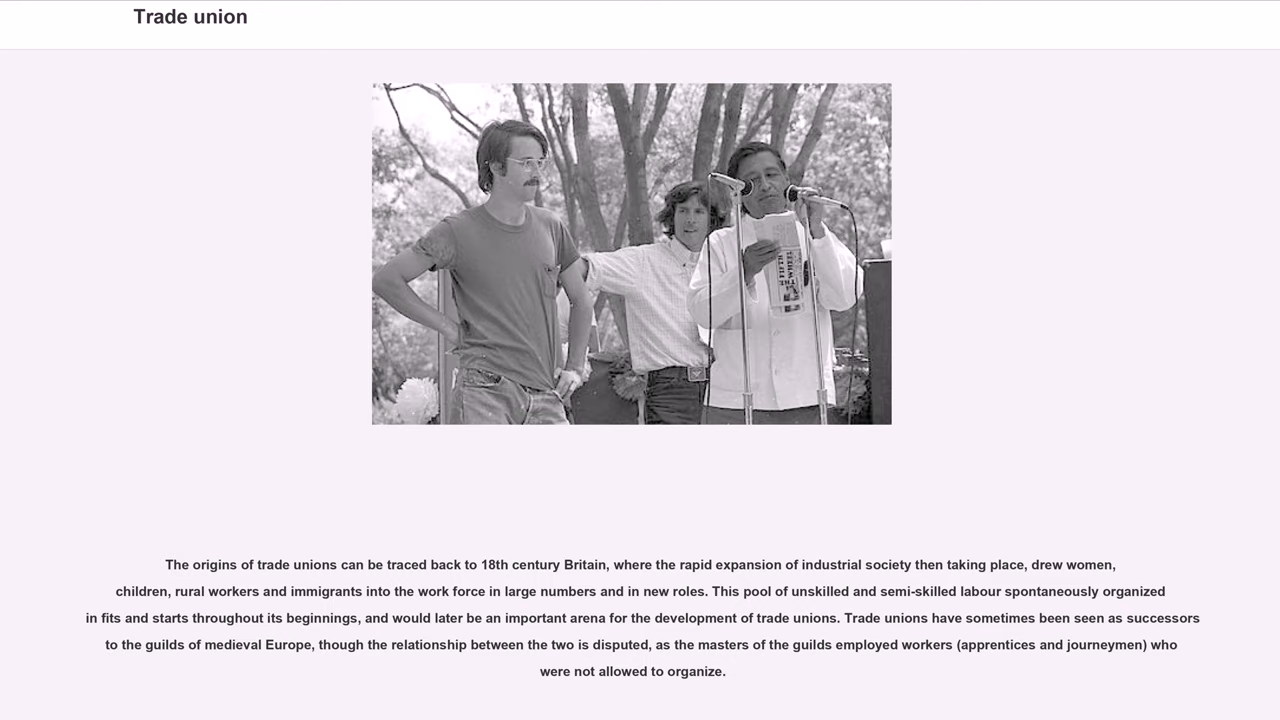 Trade union
FIFTH
WHEEL
The origins of trade unions can be traced back to 18th century Britain, where the rapid expansion of industrial society then taking place, drew women,
children, rural workers and immigrants into the work force in large numbers and in new roles. This pool of unskilled and semi-skilled labour spontaneously organized
in fits and starts throughout its beginnings, and would later be an important arena for the development of trade unions. Trade unions have sometimes been seen as successors
to the guilds of medieval Europe, though the relationship between the two is disputed, as the masters of the guilds employed workers (apprentices and journeymen) who
were not allowed to organize.